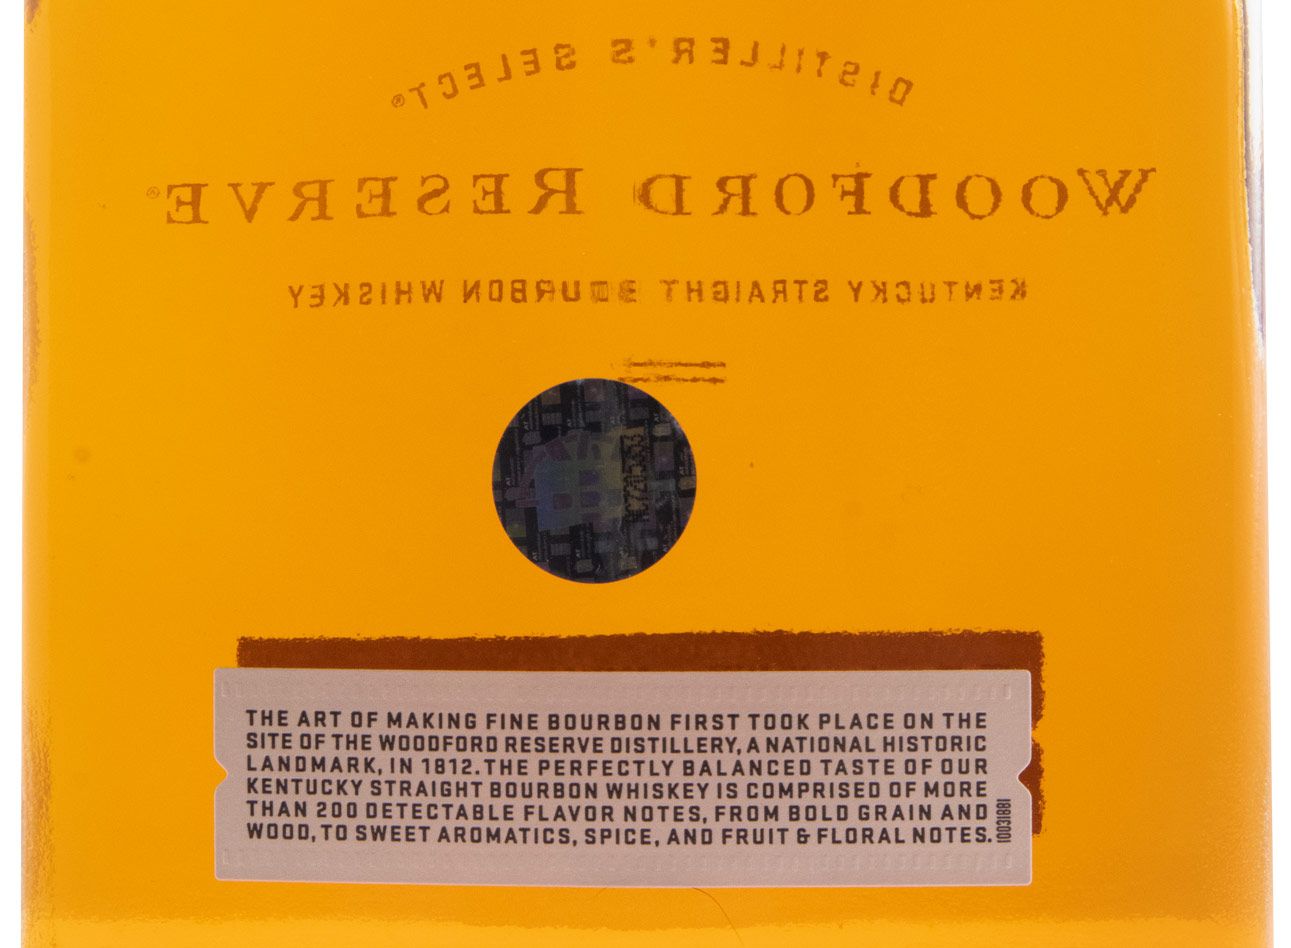 DISTILLER'S SELECT®
WOODFORD RESERVE®
KENTUCKY STRAIGHT BOURBON WHISKEY
THE ART OF MAKING FINE BOURBON FIRST TOOK PLACE ON THE
SITE OF THE WOODFORD RESERVE DISTILLERY, A NATIONAL HISTORIC
LANDMARK, IN 1812. THE PERFECTLY BALANCED TASTE OF OUR
KENTUCKY STRAIGHT BOURBON WHISKEY IS COMPRISED OF MORE
THAN 200 DETECTABLE FLAVOR NOTES, FROM BOLD GRAIN AND
WOOD, TO SWEET AROMATICS, SPICE, AND FRUIT & FLORAL NOTES.
10031881